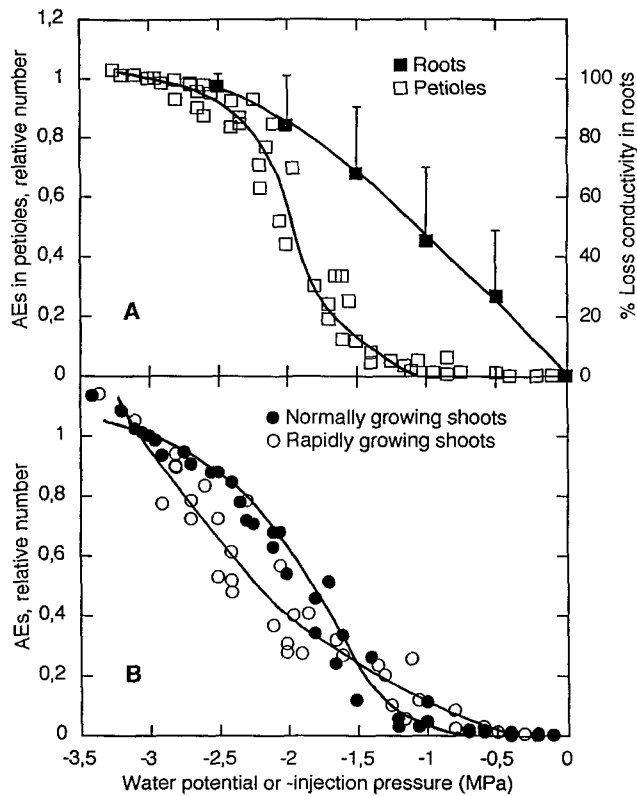 1,2
1
0,8
0,6
0,4
0,2
0
AEs in petioles, relative number
A
Roots
Petioles
100
80
60
40
20
0
% Loss conductivity in roots
1
0,8
0,6
0,4
0,2
0
AEs, relative number
B
Normally growing shoots
Rapidly growing shoots
-3,5 -3 -2,5 -2 -1,5 -1 -0,5 0
Water potential or -injection pressure (MPa)